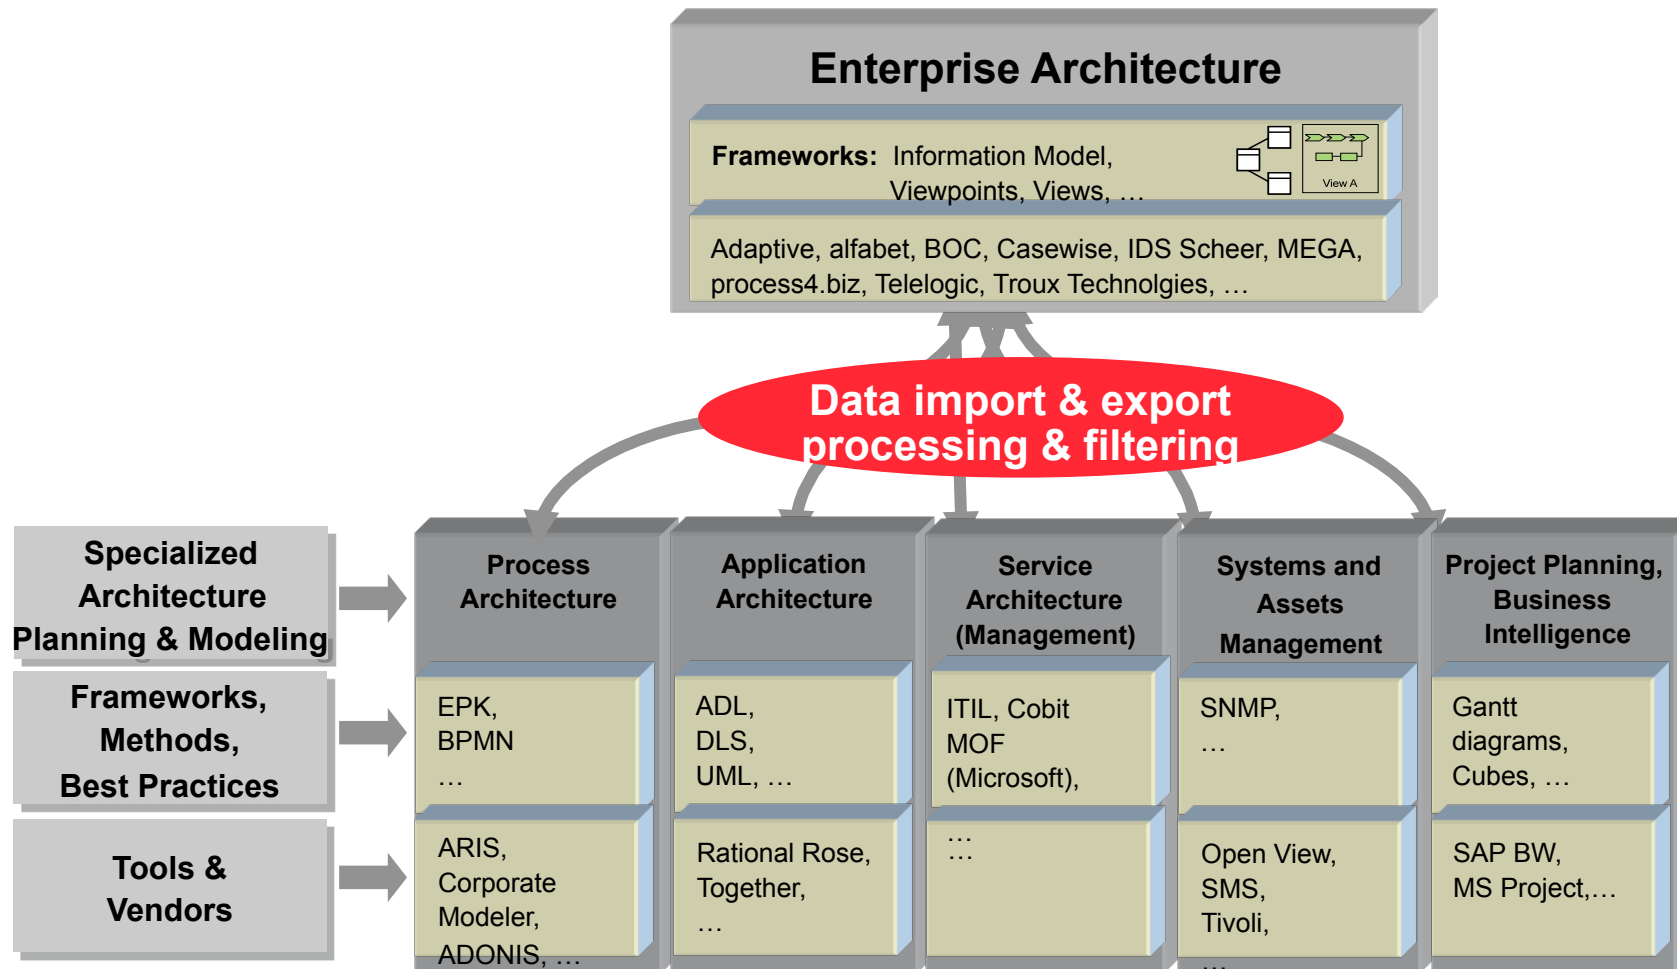 Enterprise Architecture
Frameworks: Information Model,
Viewpoints, Views, …
View A
Adaptive, alfabet, BOC, Casewise, IDS Scheer, MEGA,
process4.biz, Telelogic, Troux Technolgies, …
Data import & export
processing & filtering
Specialized
Architecture
Planning & Modeling
Process
Architecture
Application
Architecture
Service
Architecture
(Management)
Systems and
Assets
Management
Project Planning,
Business
Intelligence
Frameworks,
Methods,
Best Practices
EPK,
BPMN
…
ADL,
DLS,
UML, …
ITIL, Cobit
MOF
(Microsoft),
…
SNMP,
…
Gantt
diagrams,
Cubes, …
Tools &
Vendors
ARIS,
Corporate
Modeler,
ADONIS, …
Rational Rose,
Together,
…
…
Open View,
SMS,
Tivoli,
…
SAP BW,
MS Project,…